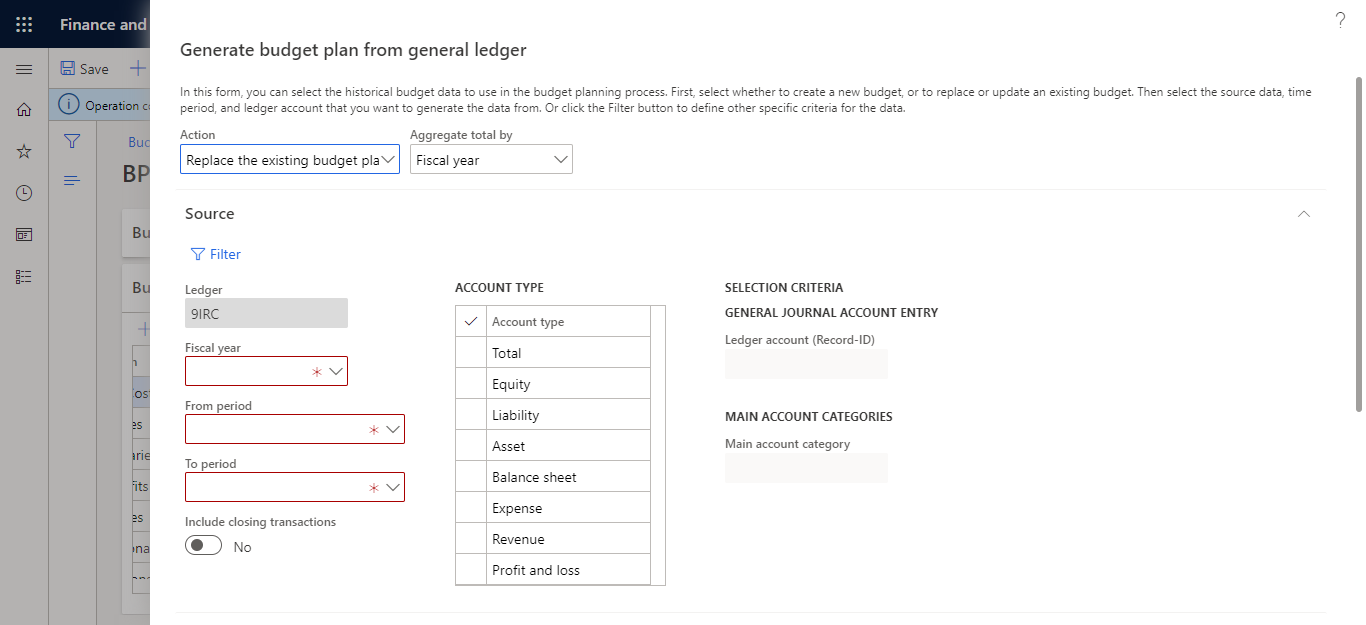 Finance and
Save
Operation c
Generate budget plan from general ledger
In this form, you can select the historical budget data to use in the budget planning process. First, select whether to create a new budget, or to replace or update an existing budget. Then select the source data, time
period, and ledger account that you want to generate the data from. Or click the Filter button to define other specific criteria for the data.
Action
Aggregate total by
Replace the existing budget pla
Fiscal year
Source
Filter
Ledger
9IRC
Fiscal year
*
From period
*
To period
*
Include closing transactions
No
ACCOUNT TYPE
Account type
Total
Equity
Liability
Asset
Balance sheet
Expense
Revenue
Profit and loss
SELECTION CRITERIA
GENERAL JOURNAL ACCOUNT ENTRY
Ledger account (Record-ID)
MAIN ACCOUNT CATEGORIES
Main account category
Bud
BP
Bu
Bu
os
es
arie
fits
es
ona
?